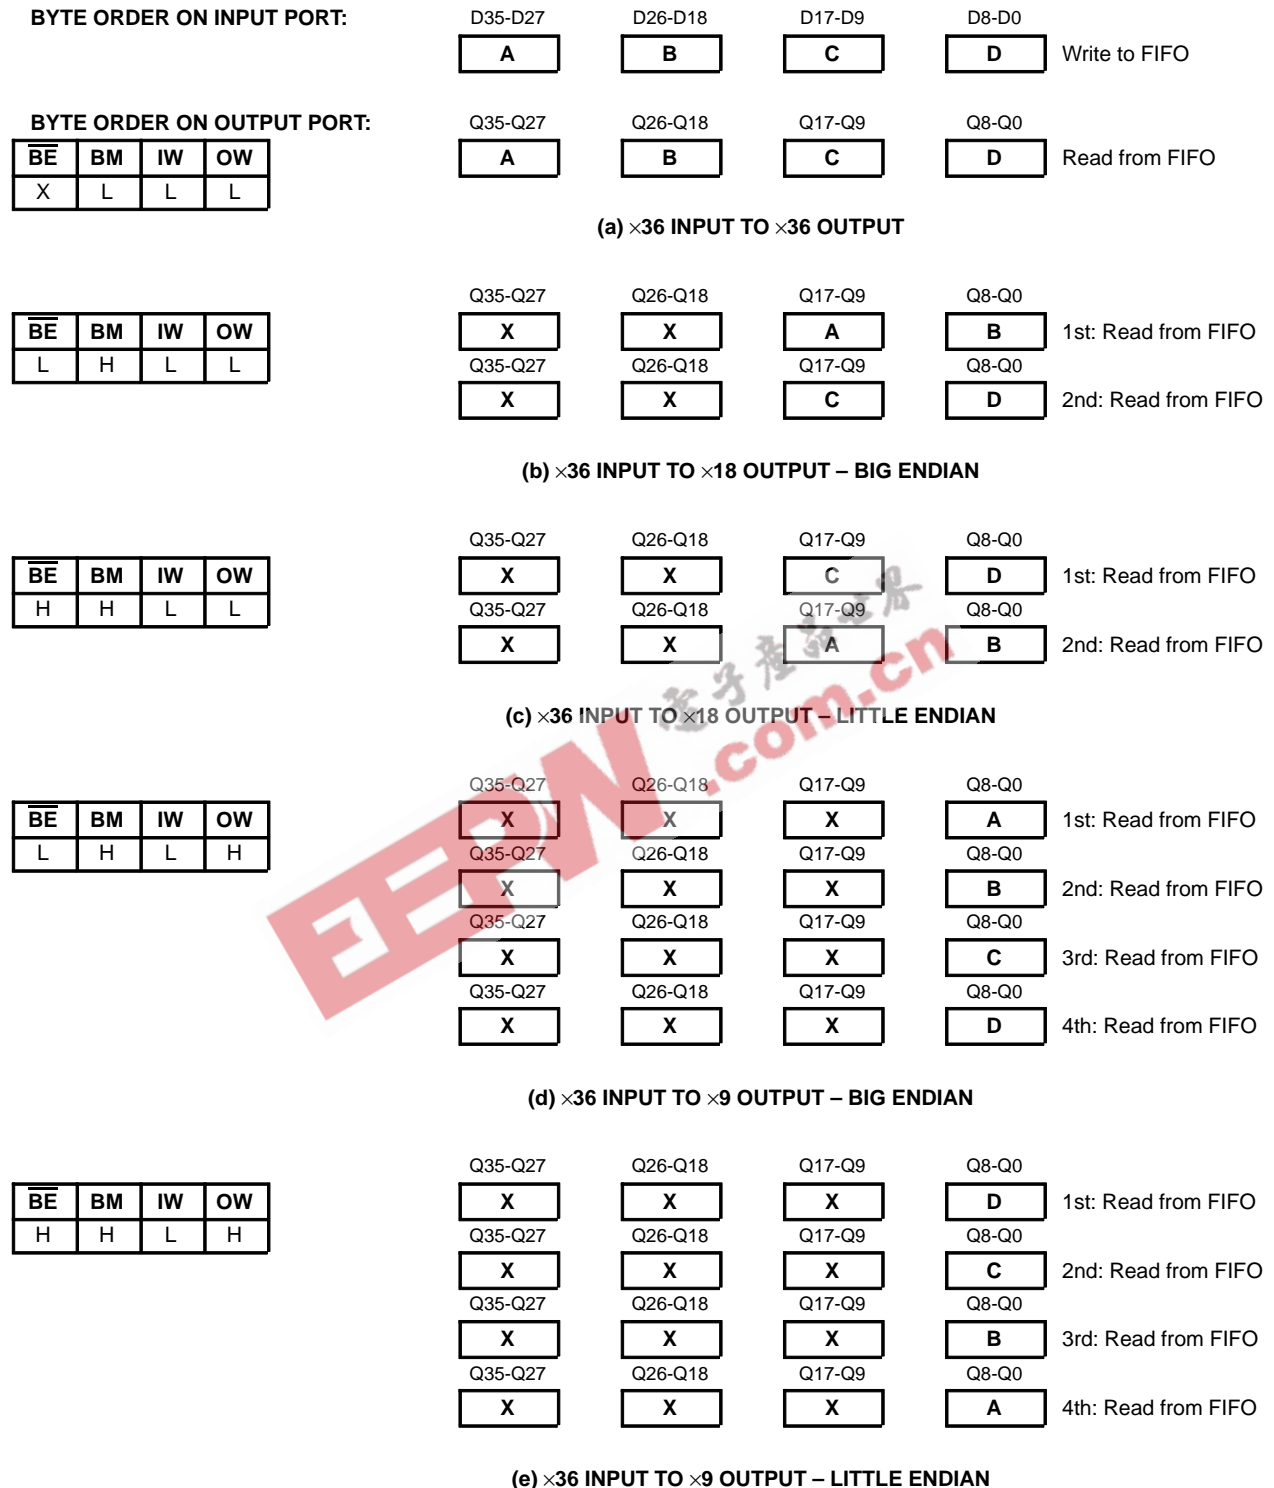 BYTE ORDER ON INPUT PORT: D35-D27 D26-D18 D17-D9 D8-D0
A B C D Write to FIFO
BYTE ORDER ON OUTPUT PORT: Q35-Q27 Q26-Q18 Q17-Q9 Q8-Q0
BE BM IW OW A B C D Read from FIFO
X L L L
(a) ×36 INPUT TO ×36 OUTPUT
Q35-Q27 Q26-Q18 Q17-Q9 Q8-Q0
BE BM IW OW X X A B 1st: Read from FIFO
L H L L Q35-Q27 Q26-Q18 Q17-Q9 Q8-Q0
X X C D 2nd: Read from FIFO
(b) ×36 INPUT TO ×18 OUTPUT – BIG ENDIAN
Q35-Q27 Q26-Q18 Q17-Q9 Q8-Q0
BE BM IW OW X X C D 1st: Read from FIFO
H H L L Q35-Q27 Q26-Q18 Q17-Q9 Q8-Q0
X X A B 2nd: Read from FIFO
(c) ×36 INPUT TO ×18 OUTPUT – LITTLE ENDIAN
Q35-Q27 Q26-Q18 Q17-Q9 Q8-Q0
BE BM IW OW X X X A 1st: Read from FIFO
L H L H Q35-Q27 Q26-Q18 Q17-Q9 Q8-Q0
X X X B 2nd: Read from FIFO
Q35-Q27 Q26-Q18 Q17-Q9 Q8-Q0
X X X C 3rd: Read from FIFO
Q35-Q27 Q26-Q18 Q17-Q9 Q8-Q0
X X X D 4th: Read from FIFO
(d) ×36 INPUT TO ×9 OUTPUT – BIG ENDIAN
Q35-Q27 Q26-Q18 Q17-Q9 Q8-Q0
BE BM IW OW X X X D 1st: Read from FIFO
H H L H Q35-Q27 Q26-Q18 Q17-Q9 Q8-Q0
X X X C 2nd: Read from FIFO
Q35-Q27 Q26-Q18 Q17-Q9 Q8-Q0
X X X B 3rd: Read from FIFO
Q35-Q27 Q26-Q18 Q17-Q9 Q8-Q0
X X X A 4th: Read from FIFO
(e) ×36 INPUT TO ×9 OUTPUT – LITTLE ENDIAN
EEPW.com.cn
電子產品世界